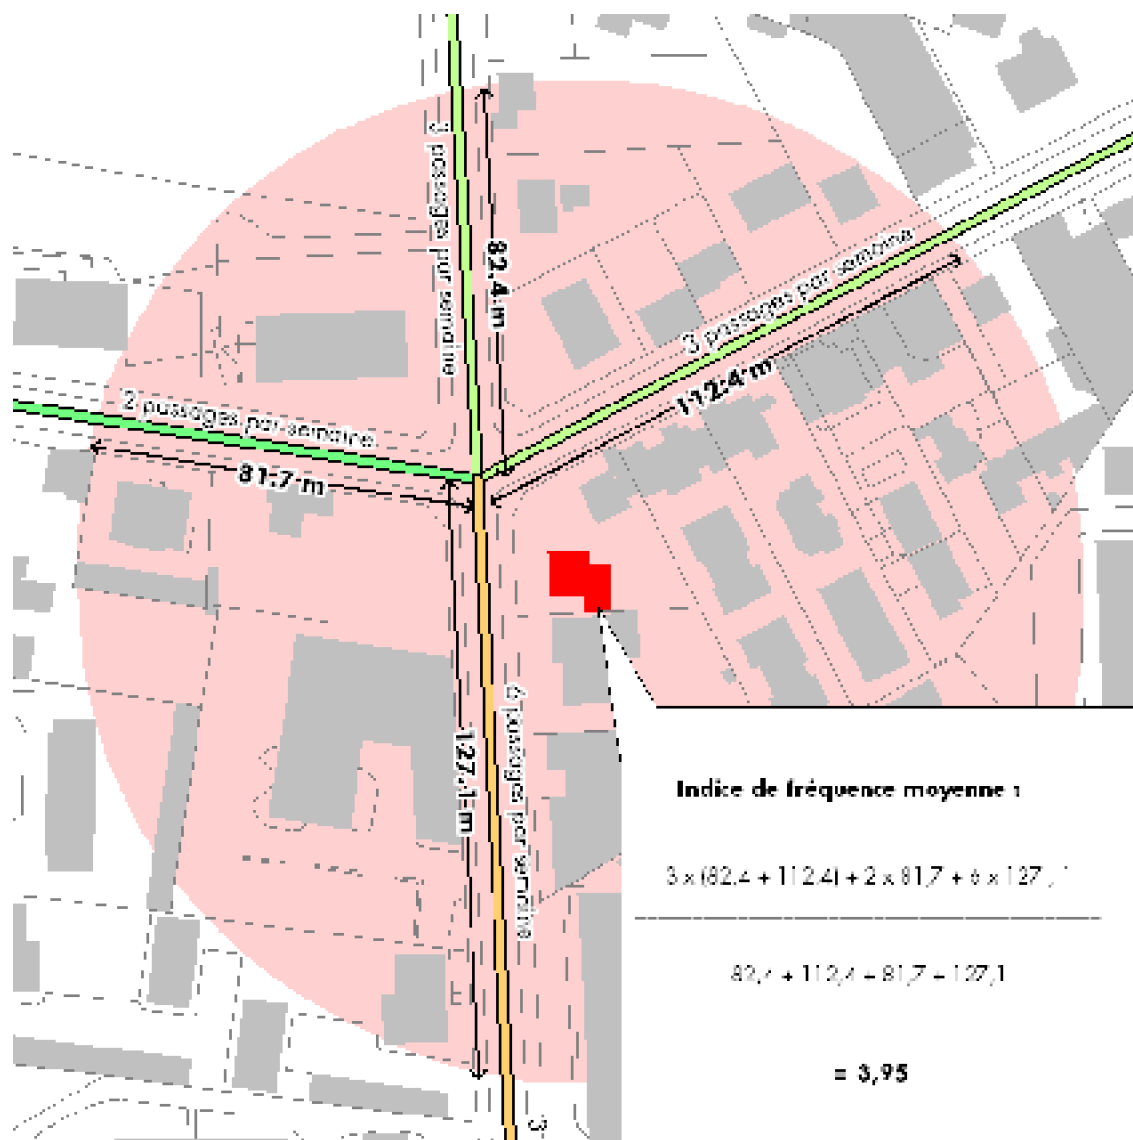 3 passages par semaine
82.4 m
3 passages par semaine
112.4 m
2 passages par semaine
81.7 m
127.1 m
6 passages par semaine
3
Indice de fréquence moyenne :
3 x (82,4 + 112,4) + 2 x 81,7 + 6 x 127,1
82,4 + 112,4 + 81,7 + 127,1
= 3,95